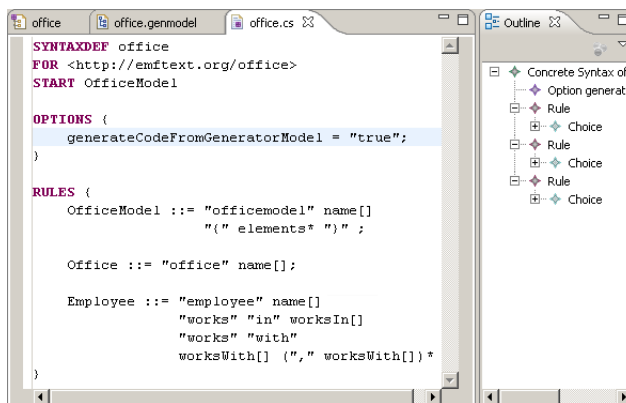 office
office.genmodel
office.cs
SYNTAXDEF office
FOR <http://emftext.org/office>
START OfficeModel
OPTIONS {
generateCodeFromGeneratorModel = "true";
}
RULES {
OfficeModel ::= "officemodel" name[]
"{" elements* "}" ;
Office ::= "office" name[];
Employee ::= "employee" name[]
"works" "in" worksIn[]
"works" "with"
worksWith[] ("," worksWith[])*
}
Outline
Concrete Syntax of
Option generat
Rule
Choice
Rule
Choice
Rule
Choice